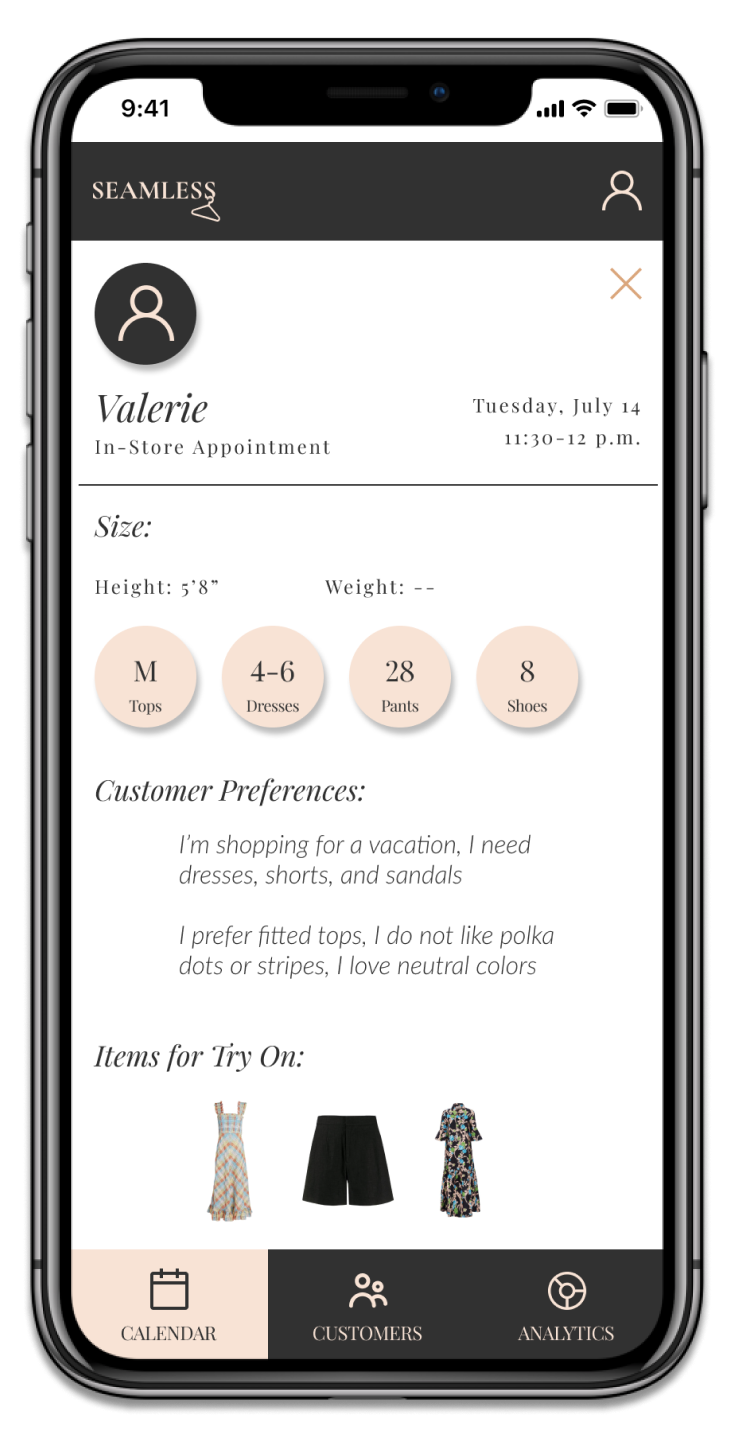 9:41
SEAMLESS
Valerie
Tuesday, July 14
In-Store Appointment
11:30-12 p.m.
Size:
Height: 5’8”
Weight: --
M
Tops
4-6
Dresses
28
Pants
8
Shoes
Customer Preferences:
I’m shopping for a vacation, I need
dresses, shorts, and sandals
I prefer fitted tops, I do not like polka
dots or stripes, I love neutral colors
Items for Try On:
CALENDAR
CUSTOMERS
ANALYTICS